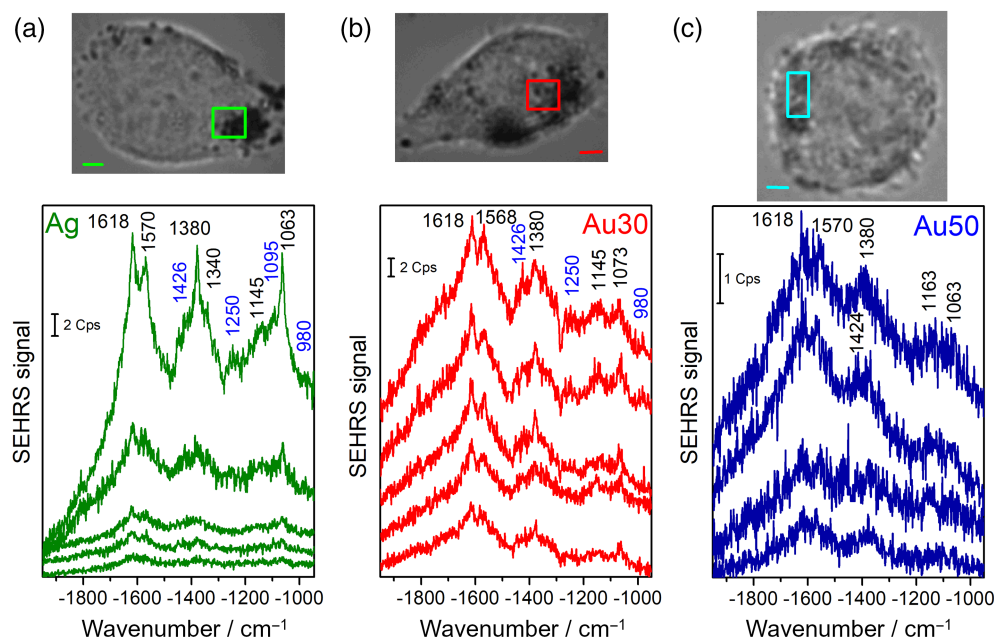 (a)
(b)
(c)
Ag
1618
1570
1426
1380
1340
1250
1145
1095
1063
980
2 Cps
SEHRS signal
-1800 -1600 -1400 -1200 -1000
Wavenumber / cm⁻¹
Au30
1618
1568
1426
1380
1250
1145
1073
980
2 Cps
SEHRS signal
-1800 -1600 -1400 -1200 -1000
Wavenumber / cm⁻¹
Au50
1618
1570
1424
1380
1163
1063
1 Cps
SEHRS signal
-1800 -1600 -1400 -1200 -1000
Wavenumber / cm⁻¹